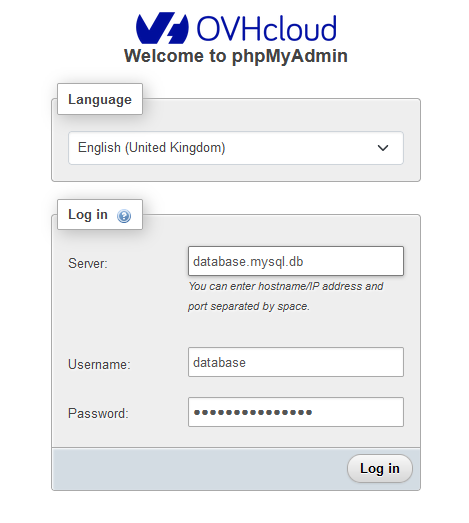 OVHcloud
Welcome to phpMyAdmin
Language
English (United Kingdom)
Log in
Server:
database.mysql.db
You can enter hostname/IP address and
port separated by space.
Username:
database
Password:
•••••••••••••••
Log in